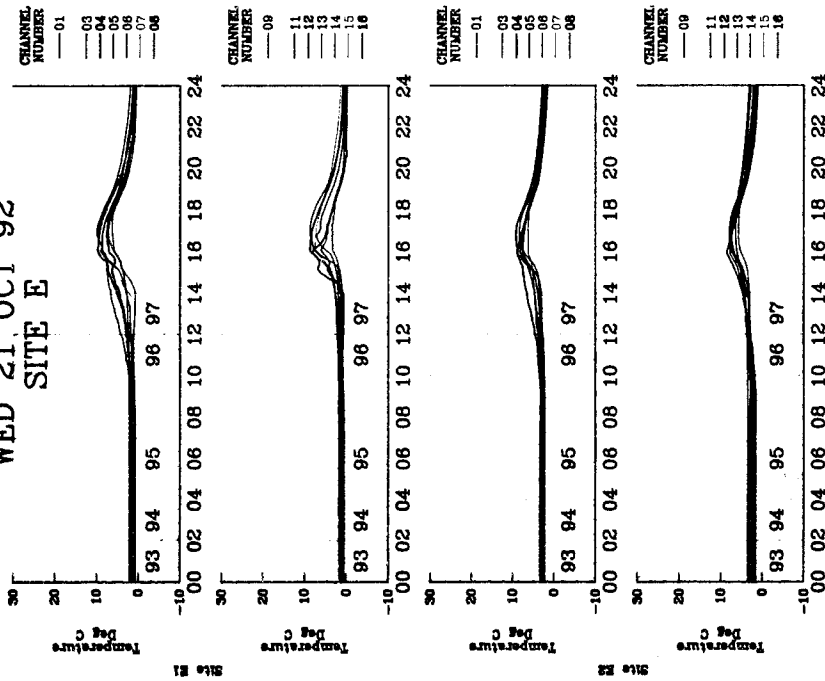 WED 21 OCT 92
SITE E
Site E1
Temperature
Deg C
30
20
10
0
-10
93 94 95 96 97
00 02 04 06 08 10 12 14 16 18 20 22 24
CHANNEL
NUMBER
01
03
04
05
06
07
08
Temperature
Deg C
30
20
10
0
-10
93 94 95 96 97
00 02 04 06 08 10 12 14 16 18 20 22 24
CHANNEL
NUMBER
09
11
12
13
14
15
16
Site E2
Temperature
Deg C
30
20
10
0
-10
93 94 95 96 97
00 02 04 06 08 10 12 14 16 18 20 22 24
CHANNEL
NUMBER
01
03
04
05
06
07
08
Temperature
Deg C
30
20
10
0
-10
93 94 95 96 97
00 02 04 06 08 10 12 14 16 18 20 22 24
CHANNEL
NUMBER
09
11
12
13
14
15
16